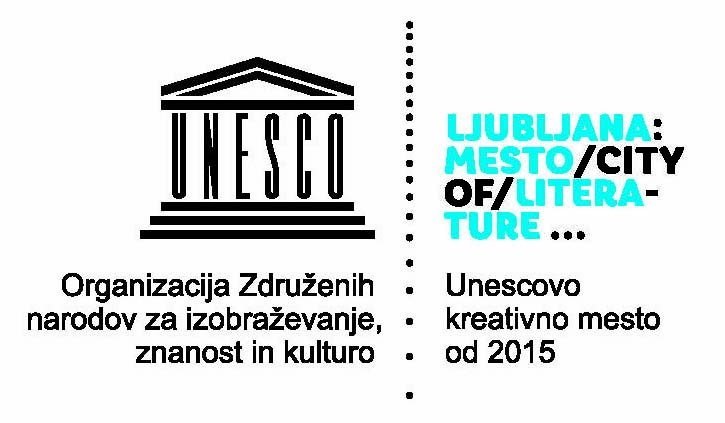 UNESCO
Organizacija Združenih
narodov za izobraževanje,
znanost in kulturo
LJUBLJANA:
MESTO/CITY
OF/LITERA-
TURE ...
Unescovo
kreativno mesto
od 2015